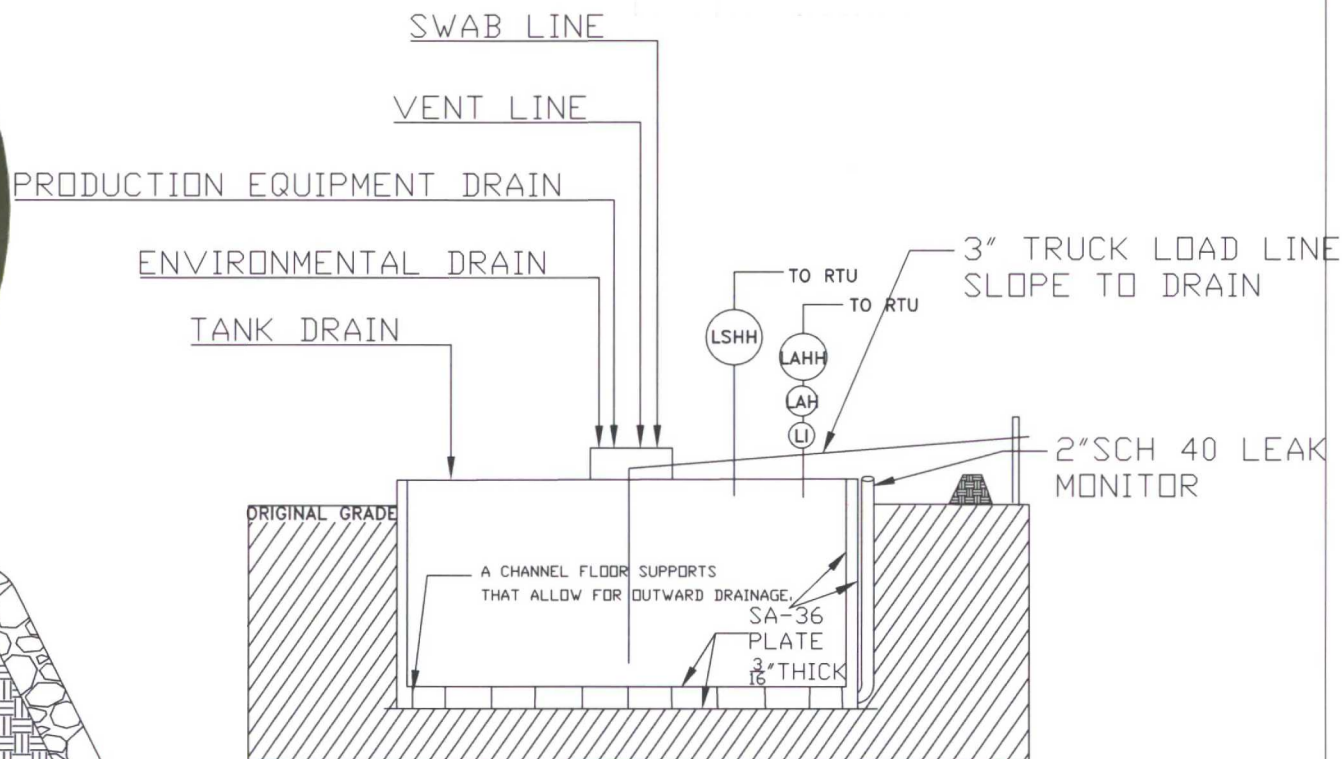 SWAB LINE
VENT LINE
PRODUCTION EQUIPMENT DRAIN
ENVIRONMENTAL DRAIN
TANK DRAIN
3" TRUCK LOAD LINE
SLOPE TO DRAIN
TO RTU
TO RTU
LSHH
LAHH
LAH
LI
2"SCH 40 LEAK
MONITOR
ORIGINAL GRADE
A CHANNEL FLOOR SUPPORTS
THAT ALLOW FOR OUTWARD DRAINAGE.
SA-36
PLATE
3/16"THICK